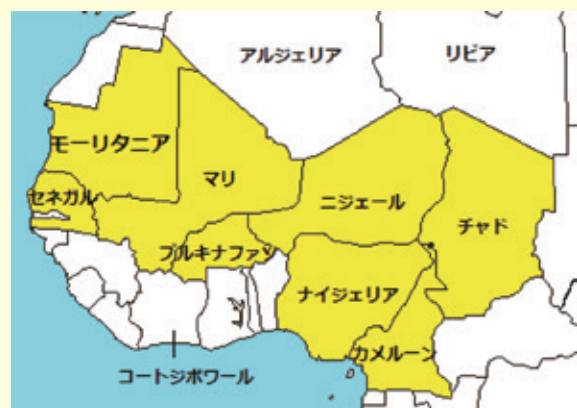 アルジェリア
リビア
モーリタニア
マリ
ニジェール
チャド
セネガル
ブルキナファソ
ナイジェリア
カメルーン
コートジボワール